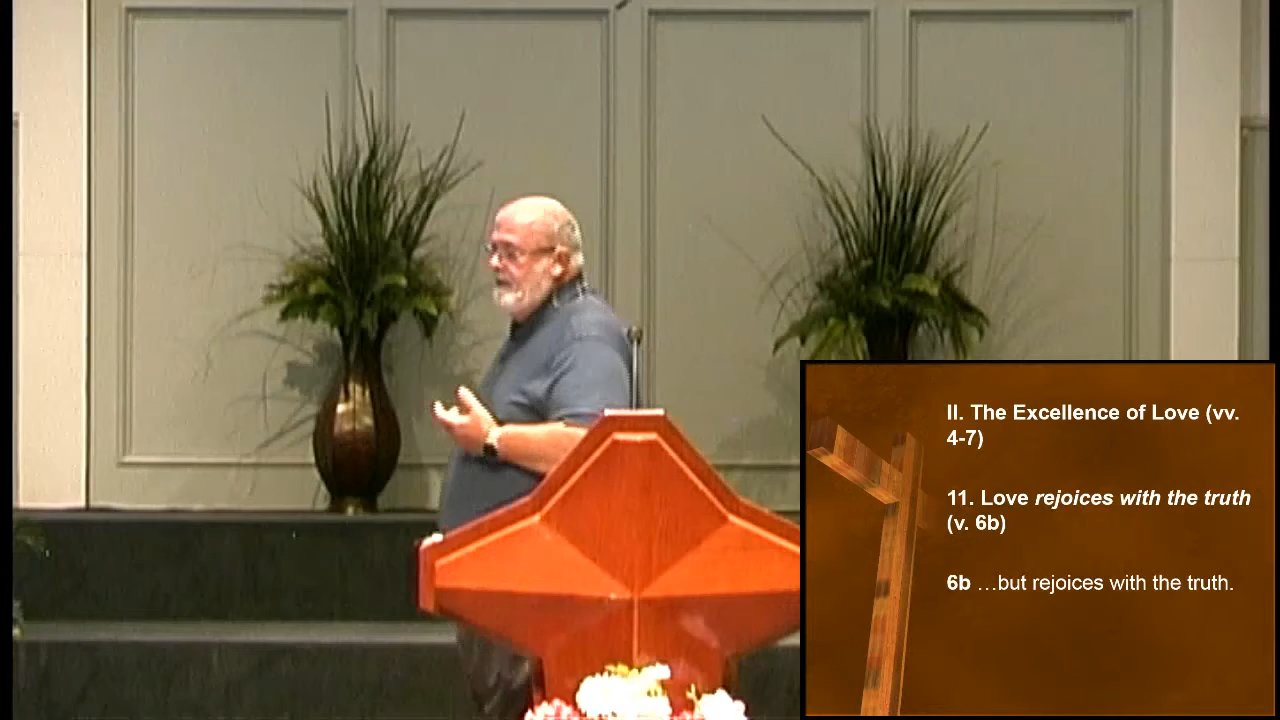 II. The Excellence of Love (vv.
4-7)
11. Love rejoices with the truth
(v. 6b)
6b …but rejoices with the truth.